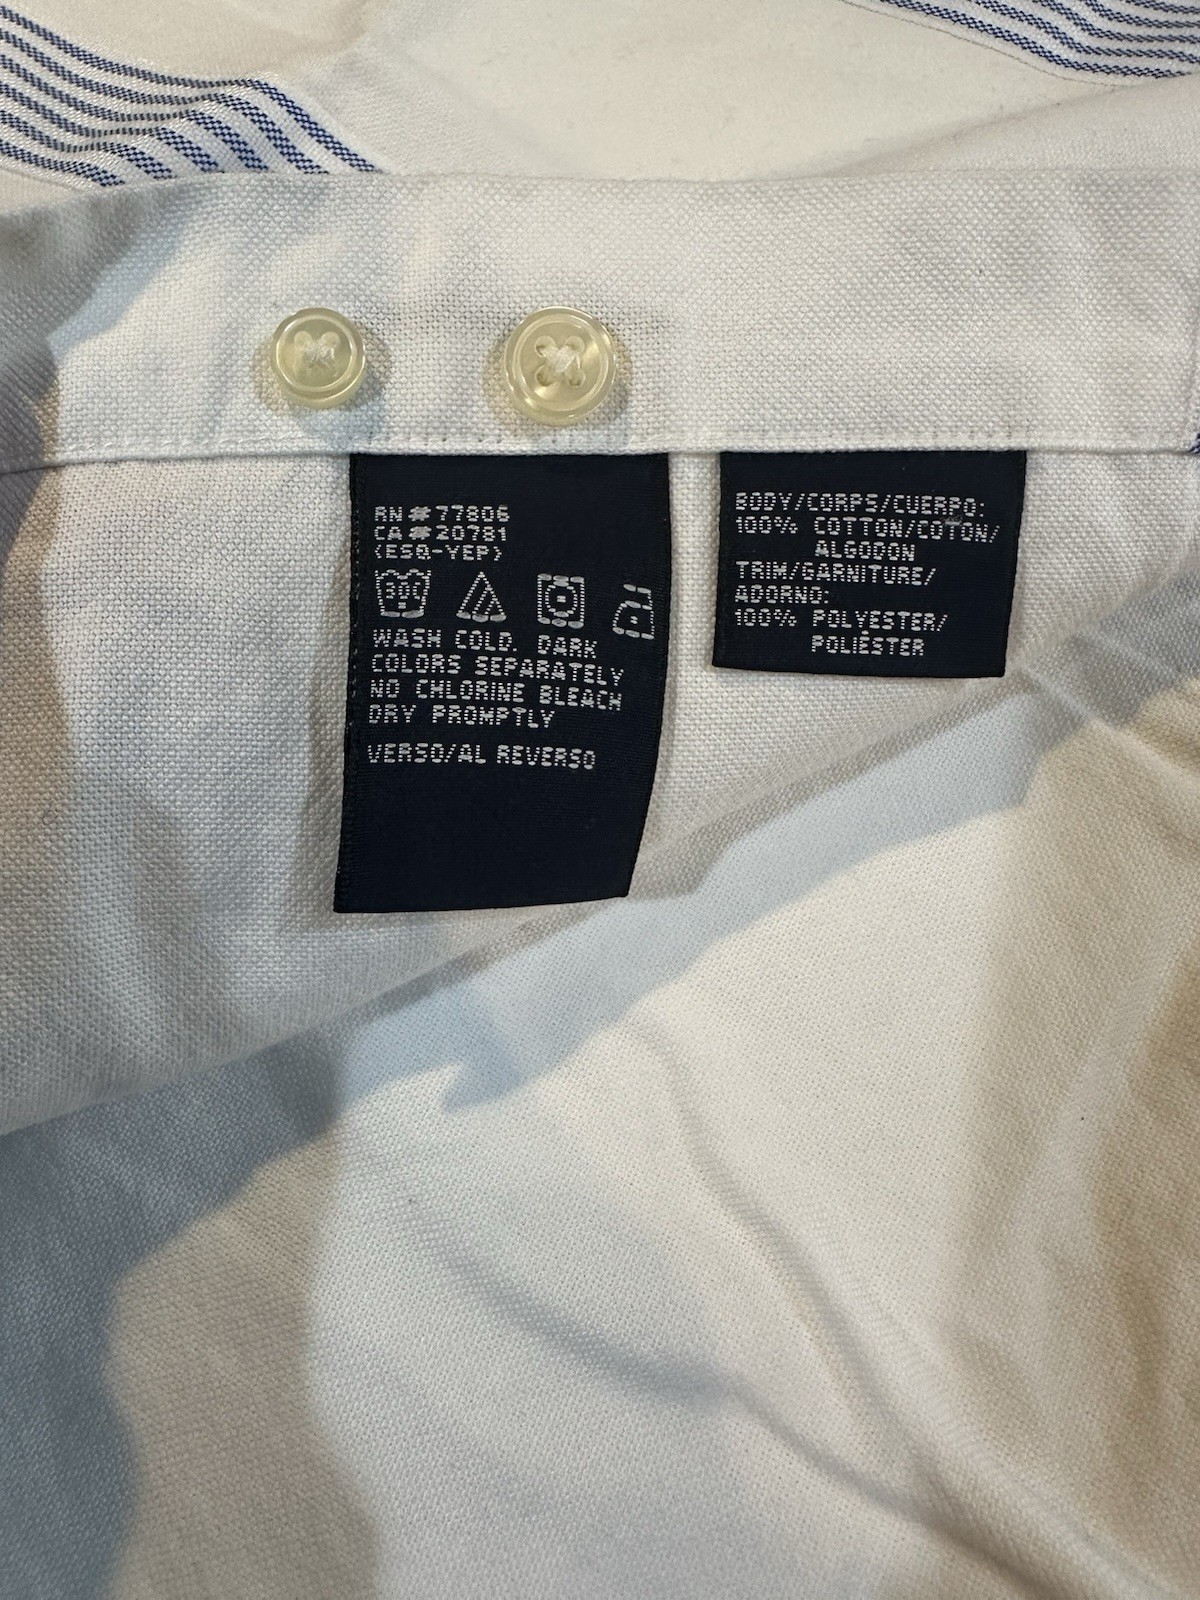 RN#77806
CA#20781
(ESQ-YEP)
30C
WASH COLD. DARK
COLORS SEPARATELY
NO CHLORINE BLEACH
DRY PROMPTLY
VERSO/AL REVERSO
BODY/CORPS/CUERPO:
100% COTTON/COTON/
ALGODON
TRIM/GARNITURE/
ADORNO:
100% POLYESTER/
POLIÉSTER